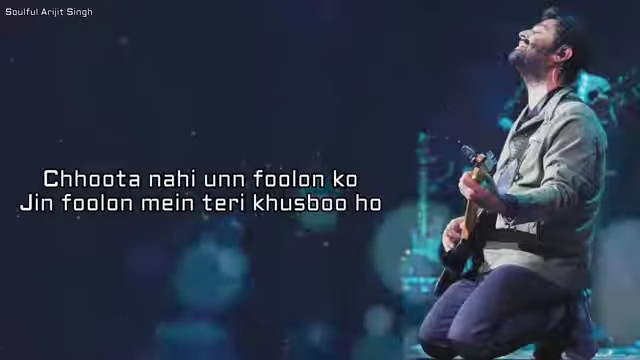 Soulful Arijit Singh
Chhoota nahi unn foolon ko
Jin foolon mein teri khusboo ho